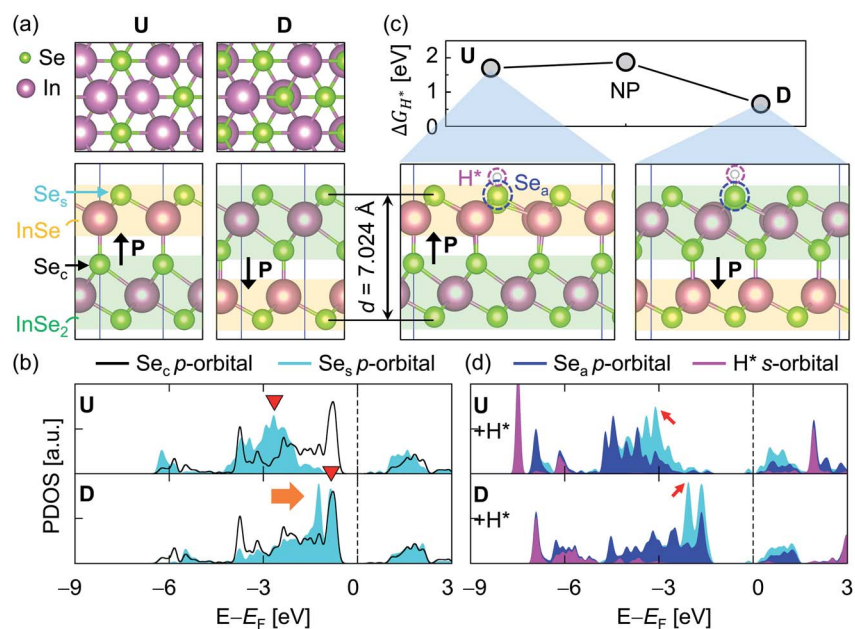 (a)
U
D
Se
In
Se_s
InSe
Se_c
InSe₂
P
P
(c)
ΔG_H* [eV]
2
1
0
U
NP
D
H*
Se_a
P
d = 7.024 Å
P
(b)
Se_c p-orbital
Se_s p-orbital
U
D
PDOS [a.u.]
−9
−6
−3
0
3
E−E_F [eV]
(d)
Se_a p-orbital
H* s-orbital
U
+H*
D
+H*
−9
−6
−3
0
3
E−E_F [eV]